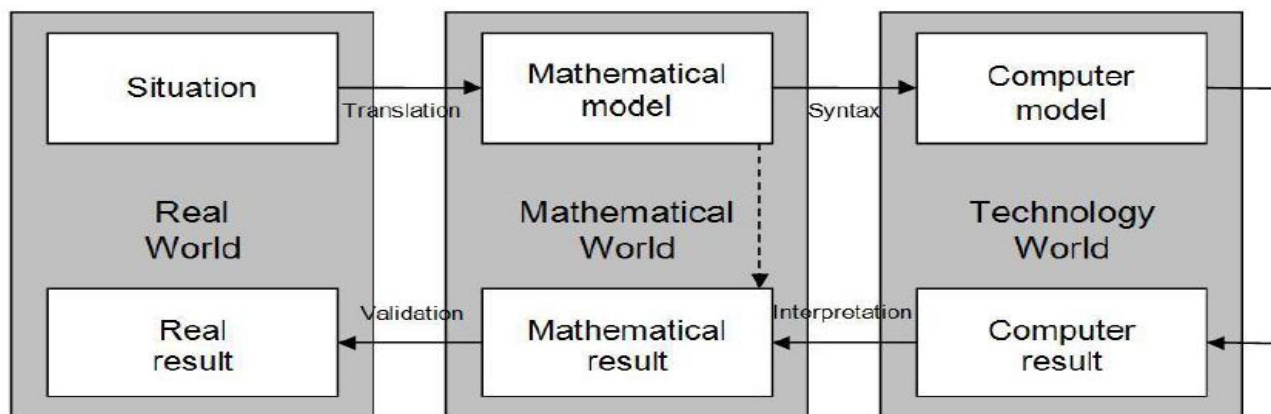 Situation
Translation
Mathematical
model
Syntax
Computer
model
Real
World
Mathematical
World
Technology
World
Real
result
Validation
Mathematical
result
Interpretation
Computer
result